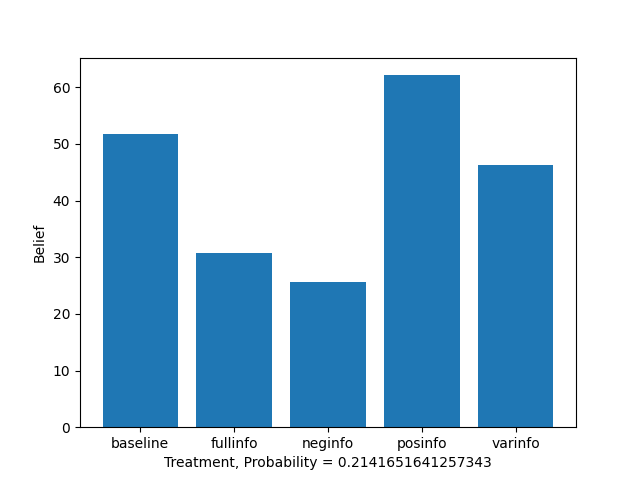 60
50
40
30
20
10
0
Belief
baseline fullinfo neginfo posinfo varinfo
Treatment, Probability = 0.2141651641257343